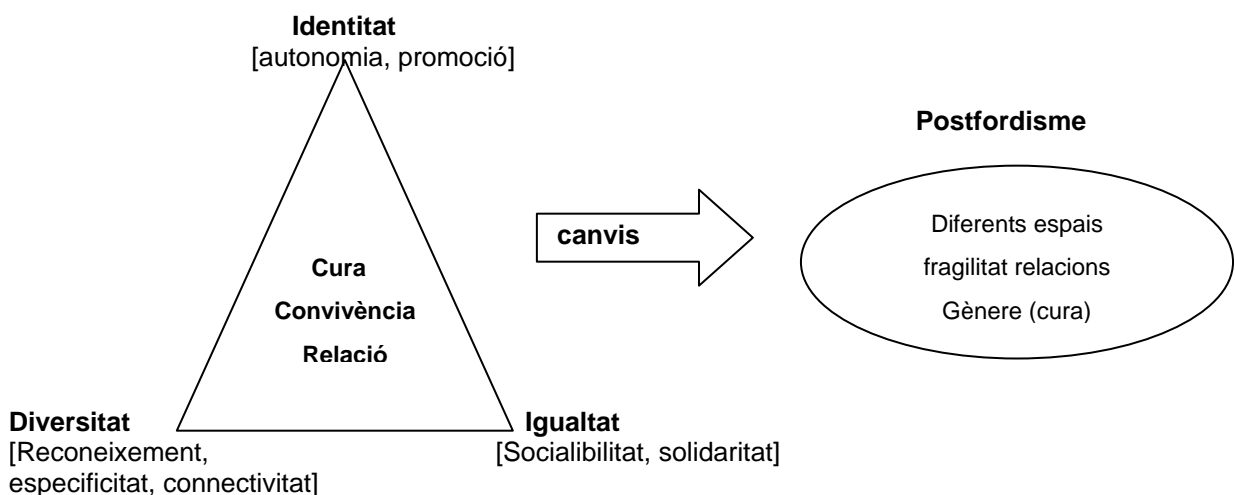 Identitat
[autonomia, promoció]
Cura
Convivència
Relació
Diversitat
[Reconeixement,
especificitat, connectivitat]
Igualtat
[Socialibilitat, solidaritat]
canvis
Postfordisme
Diferents espais
fragilitat relacions
Gènere (cura)